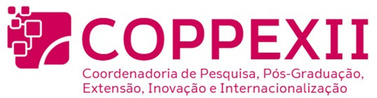 COPPEXII
Coordenadoria de Pesquisa, Pós-Graduação,
Extensão, Inovação e Internacionalização